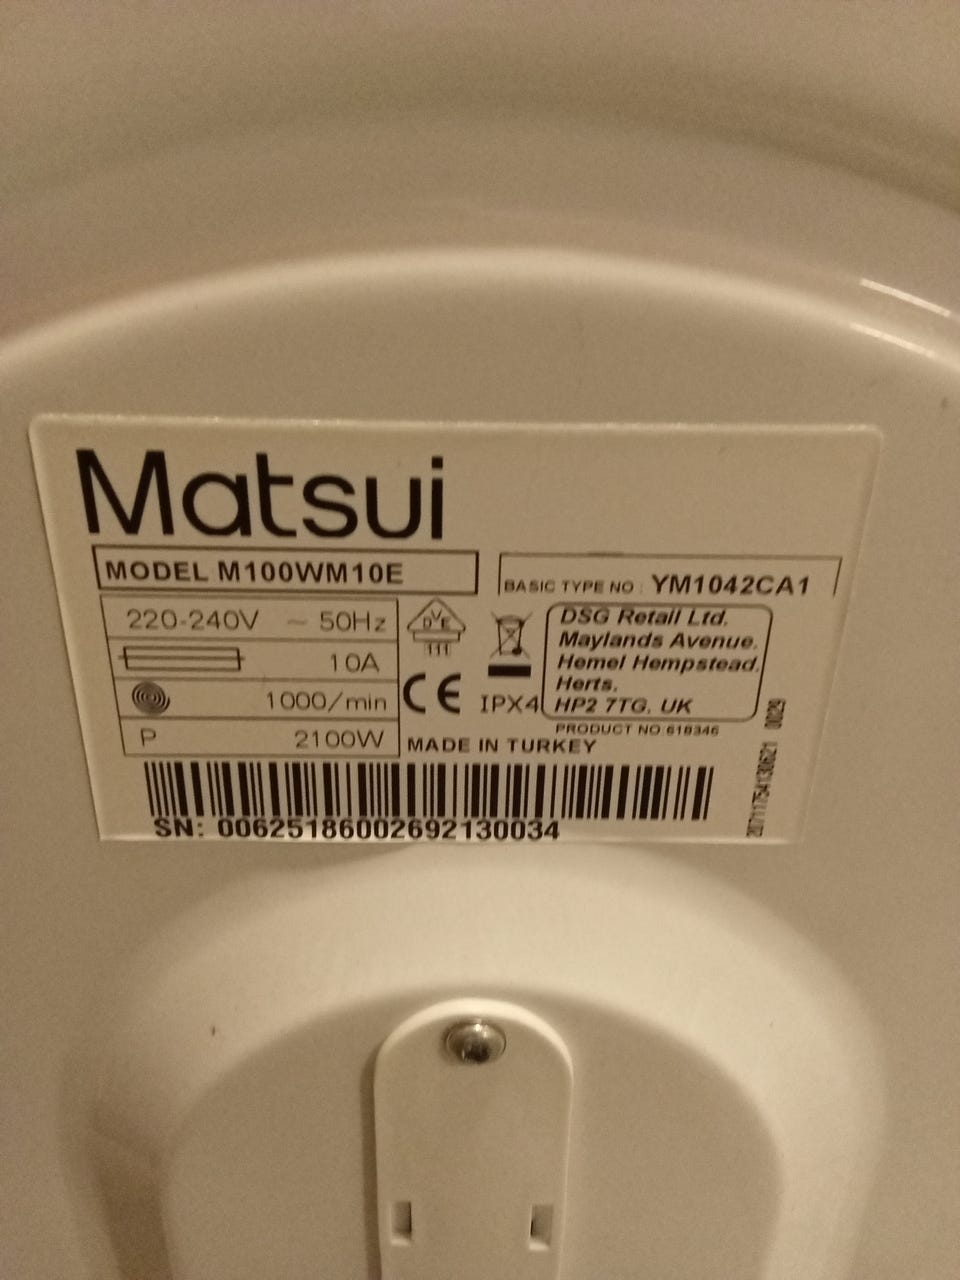 Matsui
MODEL M100WM10E
BASIC TYPE NO : YM1042CA1
220-240V ~ 50Hz
10A
1000/min
P 2100W
DVE
CE
IPX4
DSG Retail Ltd.
Maylands Avenue,
Hemel Hempstead,
Herts.
HP2 7TG. UK
PRODUCT NO:618346
MADE IN TURKEY
SN: 00625186002692130034